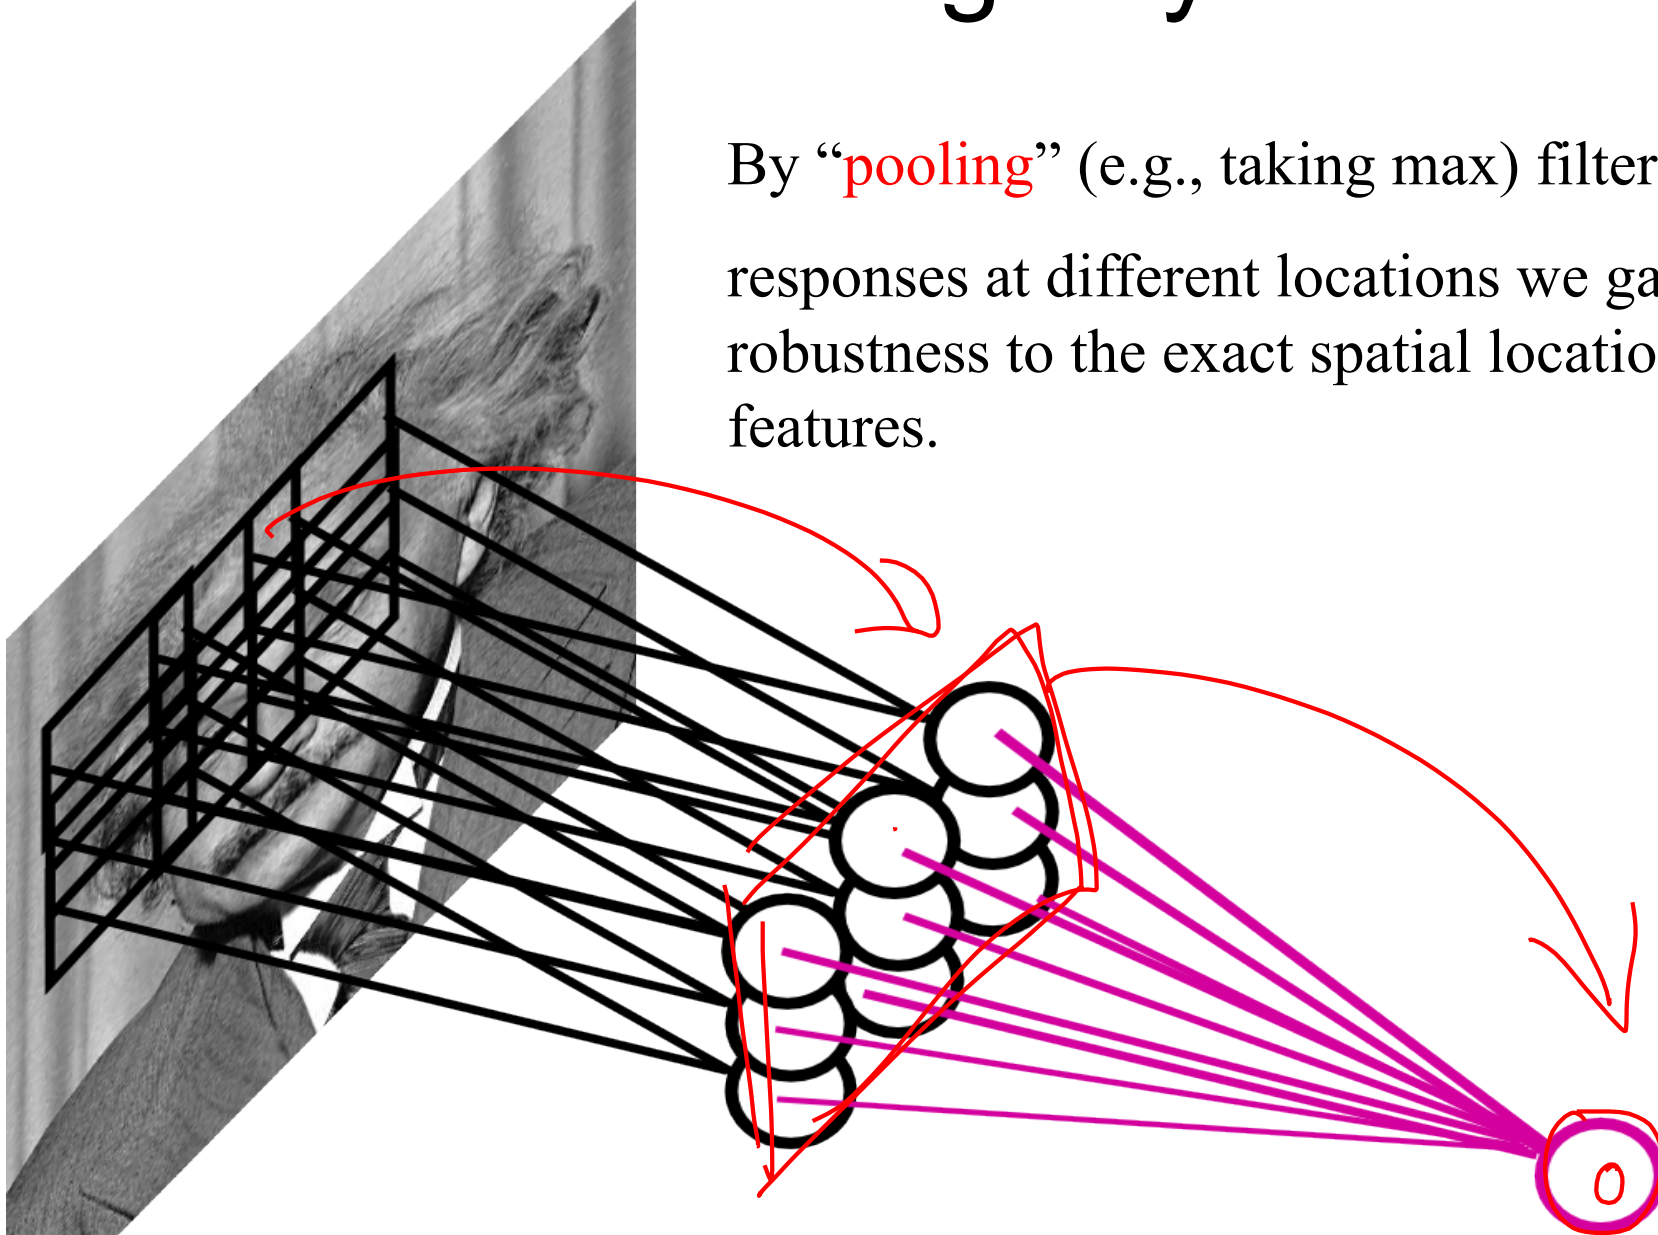 By “pooling” (e.g., taking max) filter
responses at different locations we ga
robustness to the exact spatial locatio
features.
0